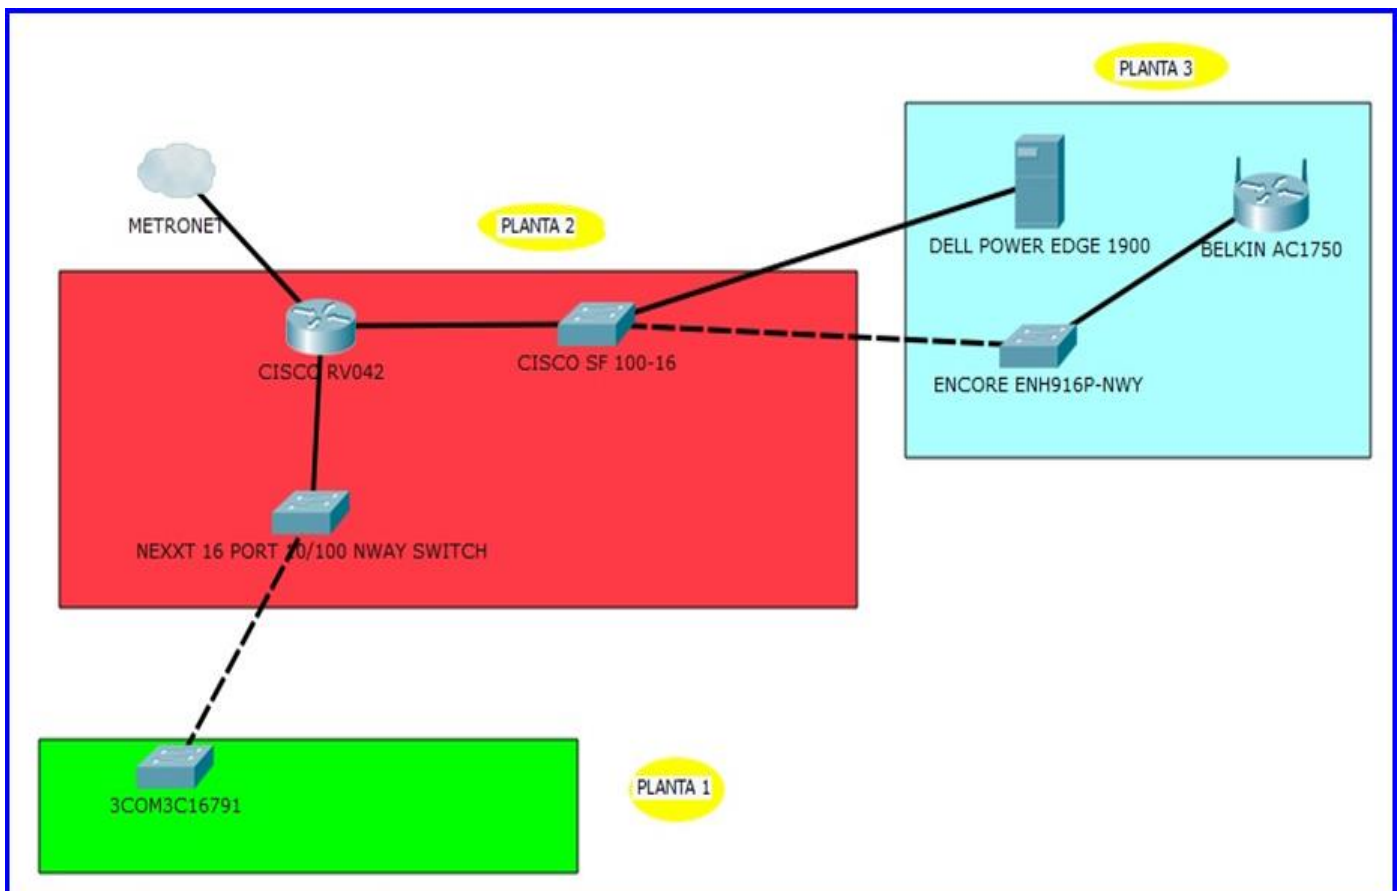 PLANTA 3
METRONET
PLANTA 2
DELL POWER EDGE 1900
BELKIN AC1750
CISCO RV042
CISCO SF 100-16
ENCORE ENH916P-NWY
NEXXT 16 PORT 10/100 NWAY SWITCH
3COM3C16791
PLANTA 1